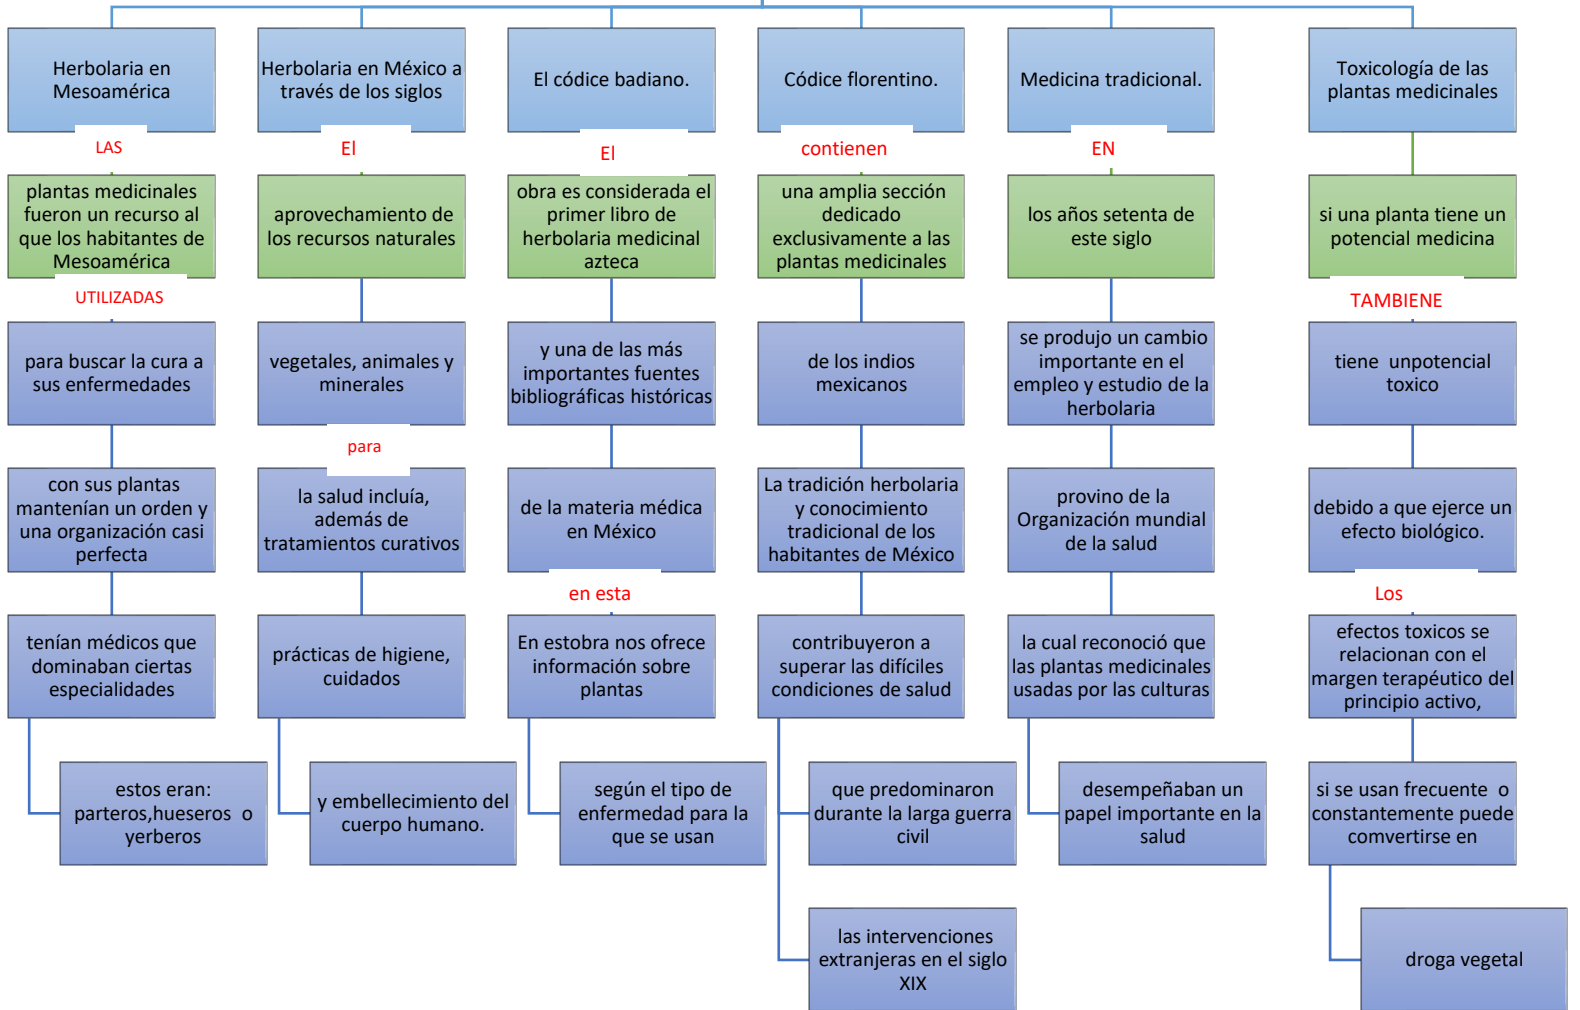 Herbolaria en
Mesoamérica
LAS
plantas medicinales
fueron un recurso al
que los habitantes de
Mesoamérica
UTILIZADAS
para buscar la cura a
sus enfermedades
con sus plantas
mantenían un orden y
una organización casi
perfecta
tenían médicos que
dominaban ciertas
especialidades
estos eran:
parteros,hueseros o
yerberos
Herbolaria en México a
través de los siglos
El
aprovechamiento de
los recursos naturales
vegetales, animales y
minerales
para
la salud incluía,
además de
tratamientos curativos
prácticas de higiene,
cuidados
y embellecimiento del
cuerpo humano.
El códice badiano.
El
obra es considerada el
primer libro de
herbolaria medicinal
azteca
y una de las más
importantes fuentes
bibliográficas históricas
de la materia médica
en México
en esta
En estobra nos ofrece
información sobre
plantas
según el tipo de
enfermedad para la
que se usan
Códice florentino.
contienen
una amplia sección
dedicado
exclusivamente a las
plantas medicinales
de los indios
mexicanos
La tradición herbolaria
y conocimiento
tradicional de los
habitantes de México
contribuyeron a
superar las difíciles
condiciones de salud
que predominaron
durante la larga guerra
civil
las intervenciones
extranjeras en el siglo
XIX
Medicina tradicional.
EN
los años setenta de
este siglo
se produjo un cambio
importante en el
empleo y estudio de la
herbolaria
provino de la
Organización mundial
de la salud
la cual reconoció que
las plantas medicinales
usadas por las culturas
desempeñaban un
papel importante en la
salud
Toxicología de las
plantas medicinales
si una planta tiene un
potencial medicina
TAMBIENE
tiene unpotencial
toxico
debido a que ejerce un
efecto biológico.
Los
efectos toxicos se
relacionan con el
margen terapéutico del
principio activo,
si se usan frecuente o
constantemente puede
comvertirse en
droga vegetal